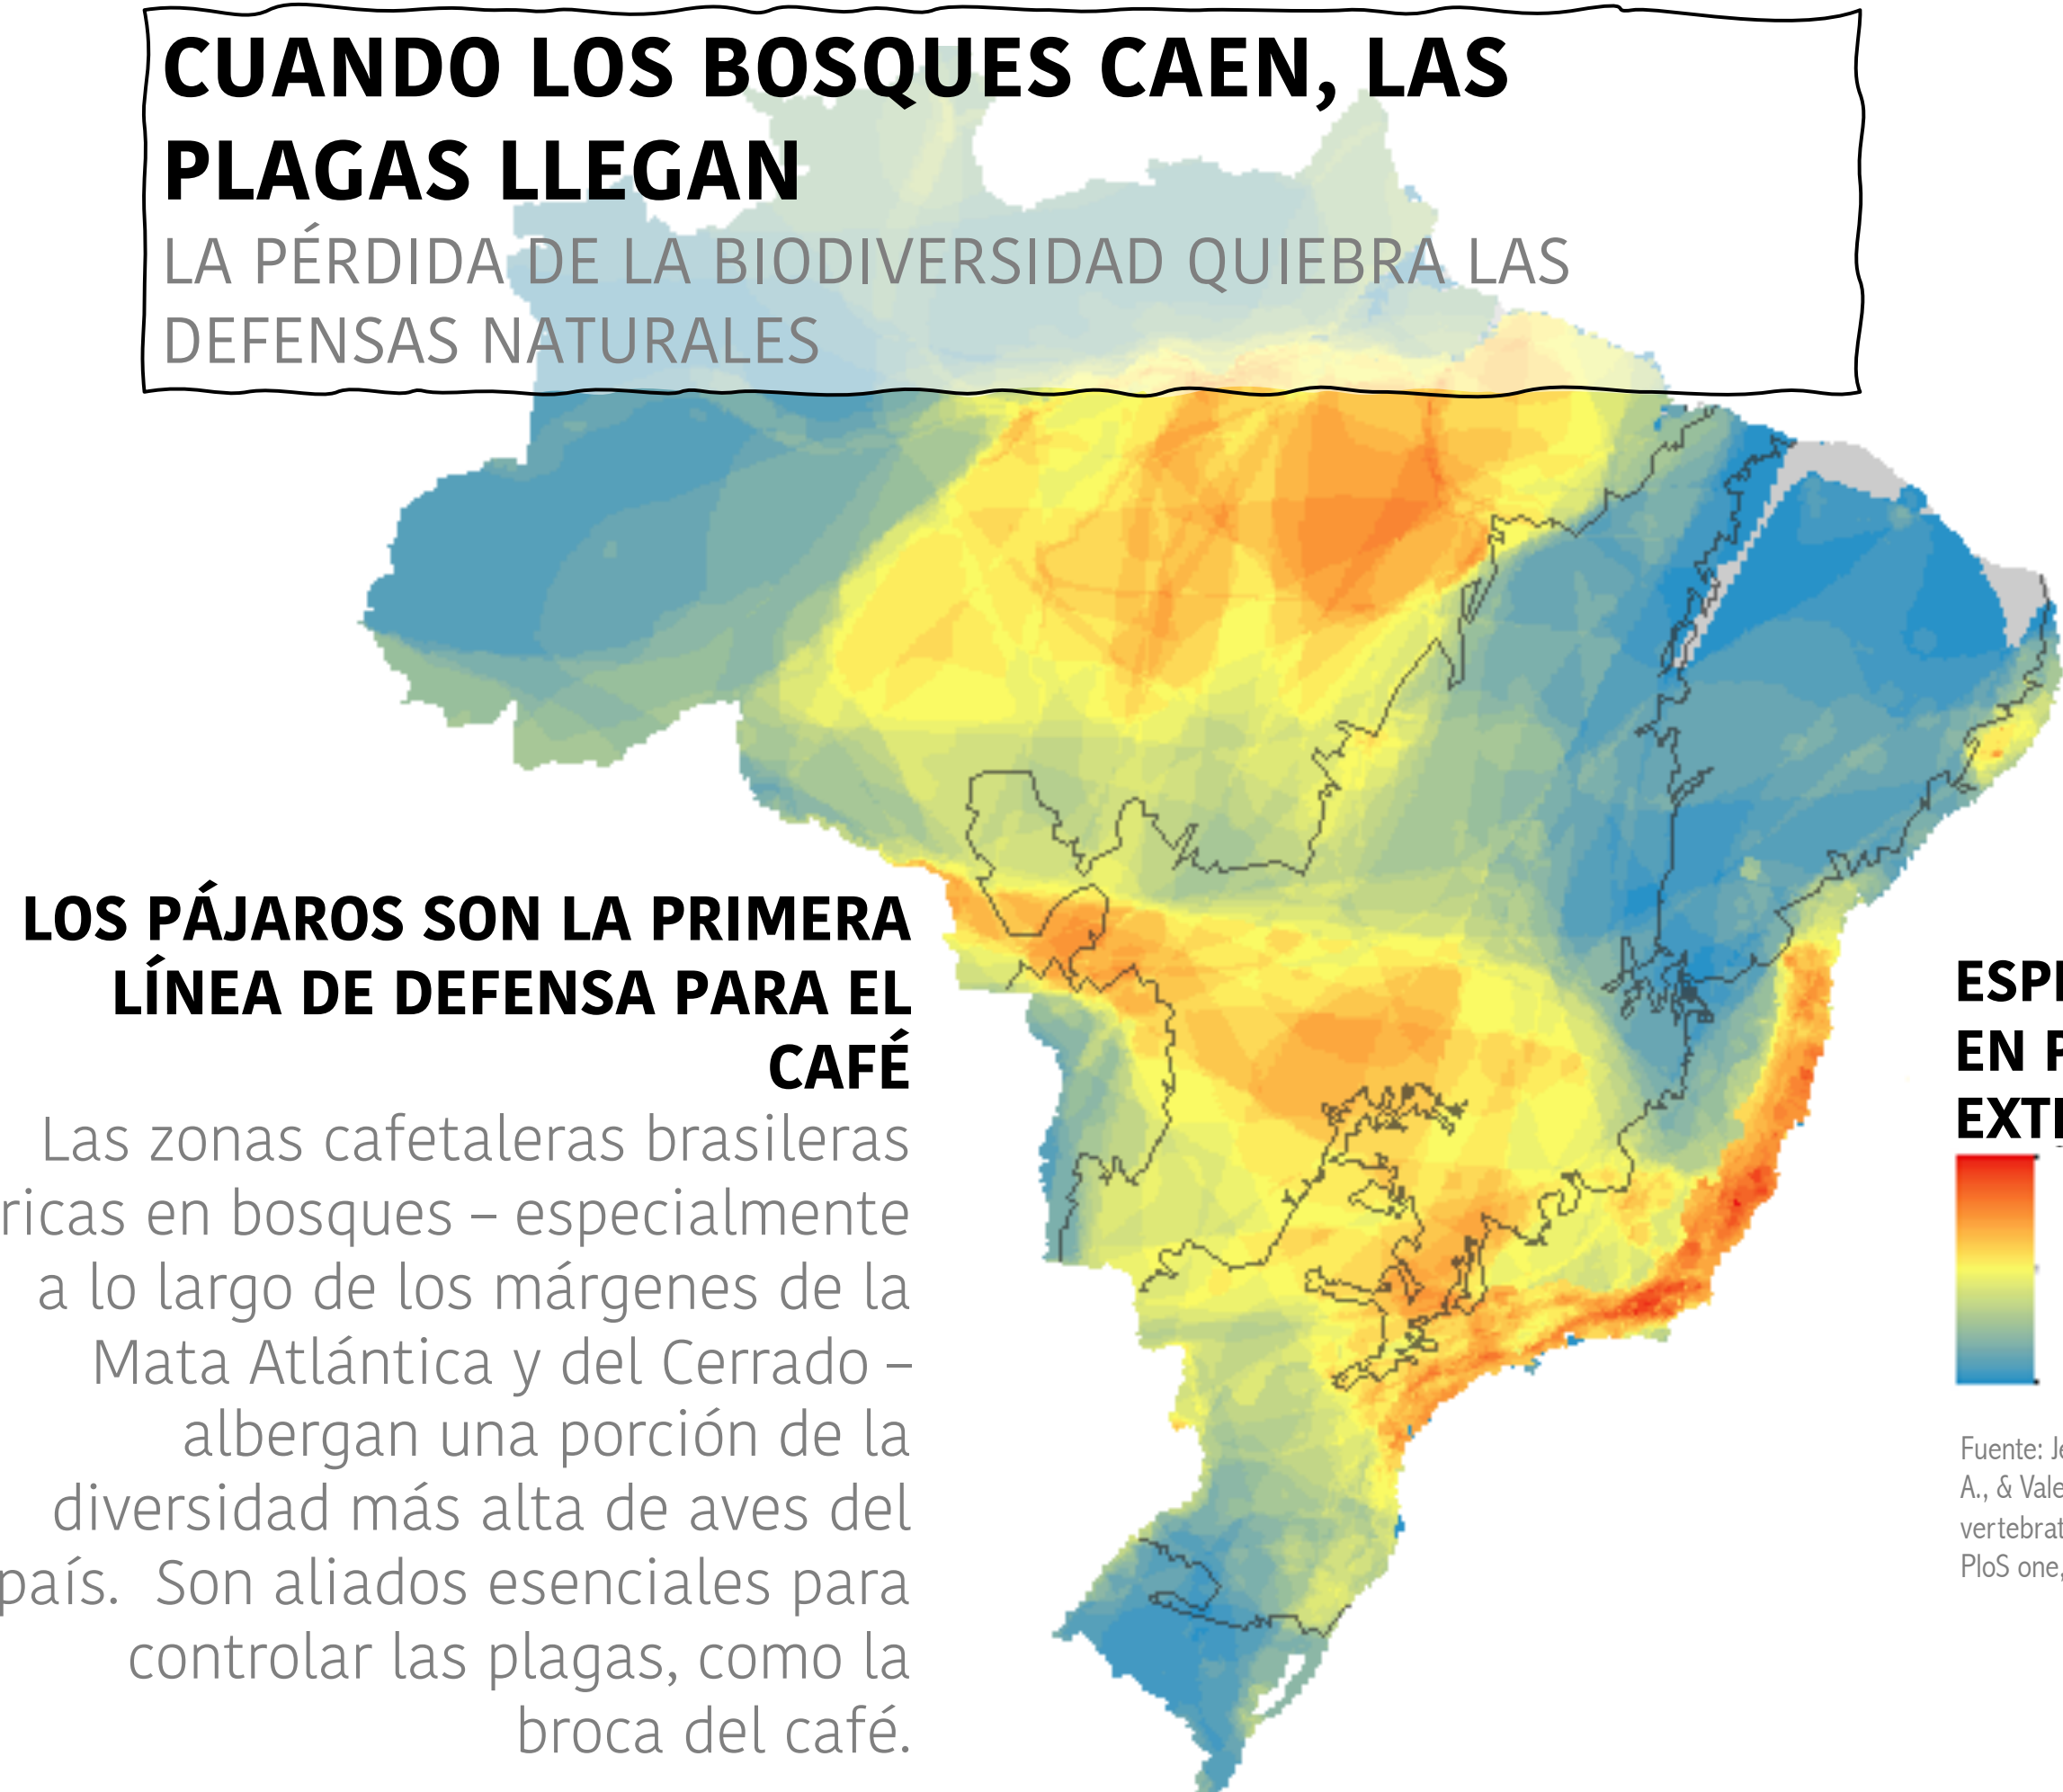 CUANDO LOS BOSQUES CAEN, LAS
PLAGAS LLEGAN
LA PÉRDIDA DE LA BIODIVERSIDAD QUIEBRA LAS
DEFENSAS NATURALES
LOS PÁJAROS SON LA PRIMERA
LÍNEA DE DEFENSA PARA EL
CAFÉ
Las zonas cafetaleras brasileras
ricas en bosques – especialmente
a lo largo de los márgenes de la
Mata Atlántica y del Cerrado –
albergan una porción de la
diversidad más alta de aves del
país. Son aliados esenciales para
controlar las plagas, como la
broca del café.
EN
Fuente:
A., &
PloS one,